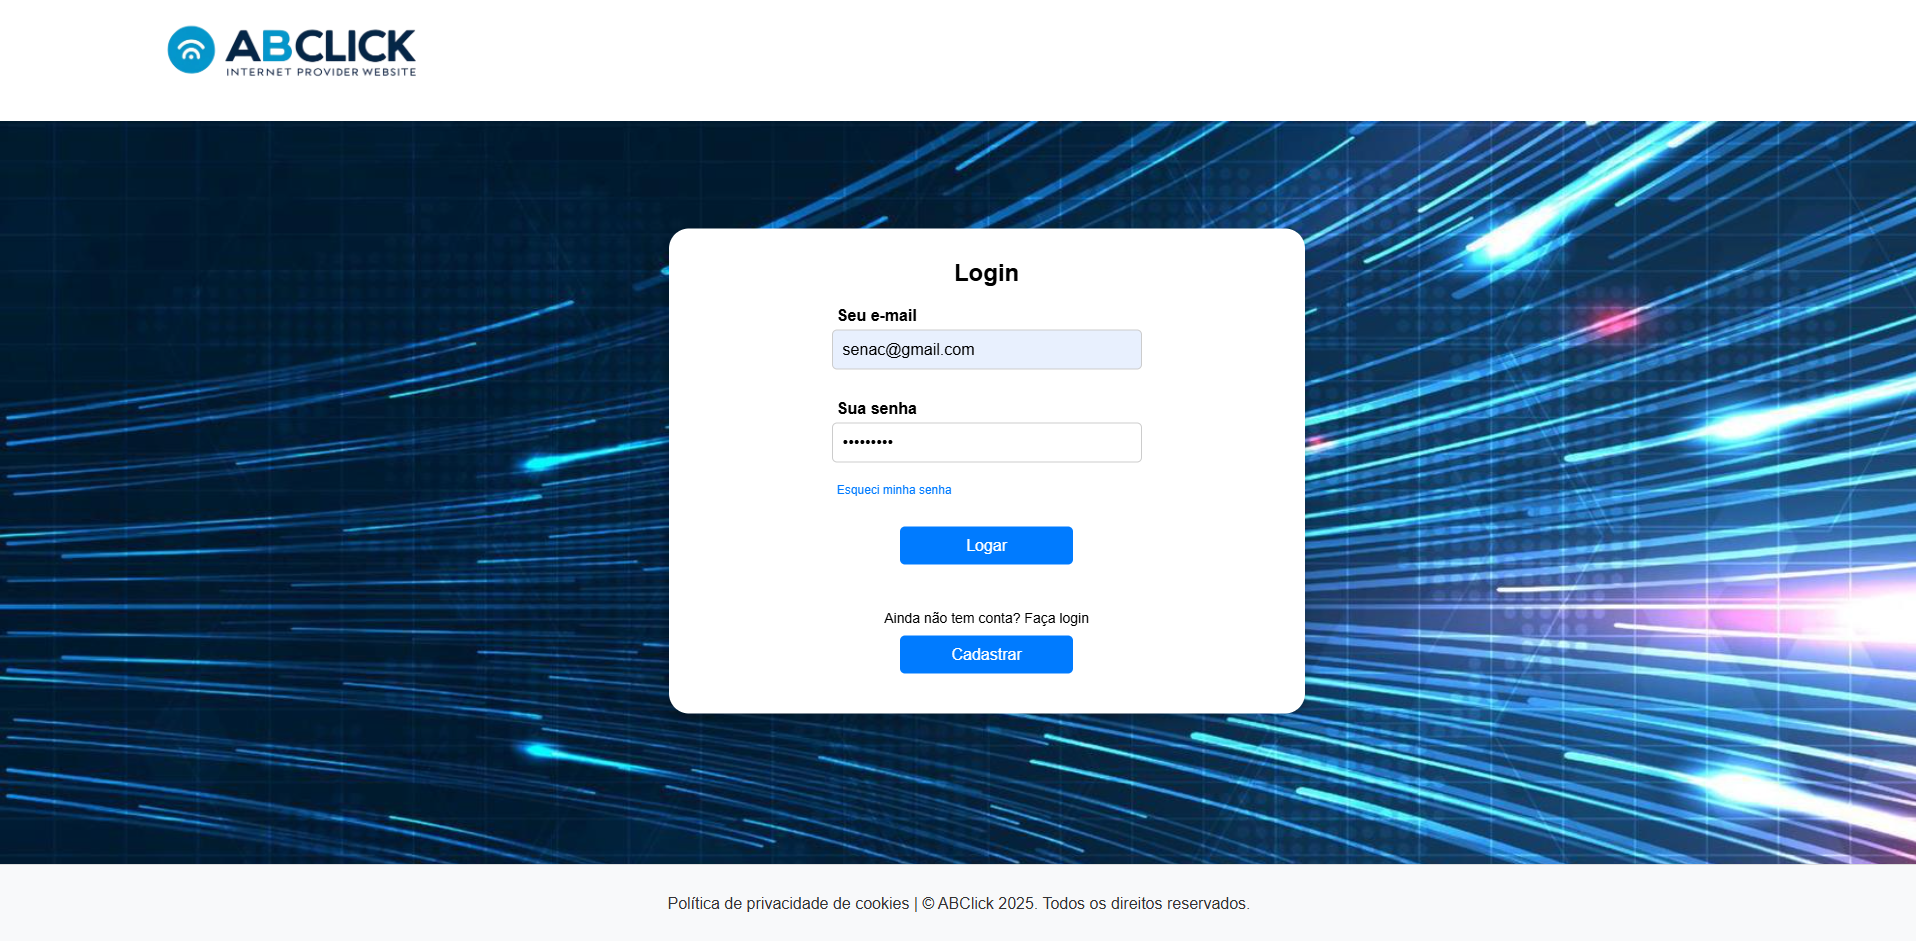 ABCLICK
INTERNET PROVIDER WEBSITE
Login
Seu e-mail
senac@gmail.com
Sua senha
•••••••••
Esqueci minha senha
Logar
Ainda não tem conta? Faça login
Cadastrar
Política de privacidade de cookies | © ABClick 2025. Todos os direitos reservados.